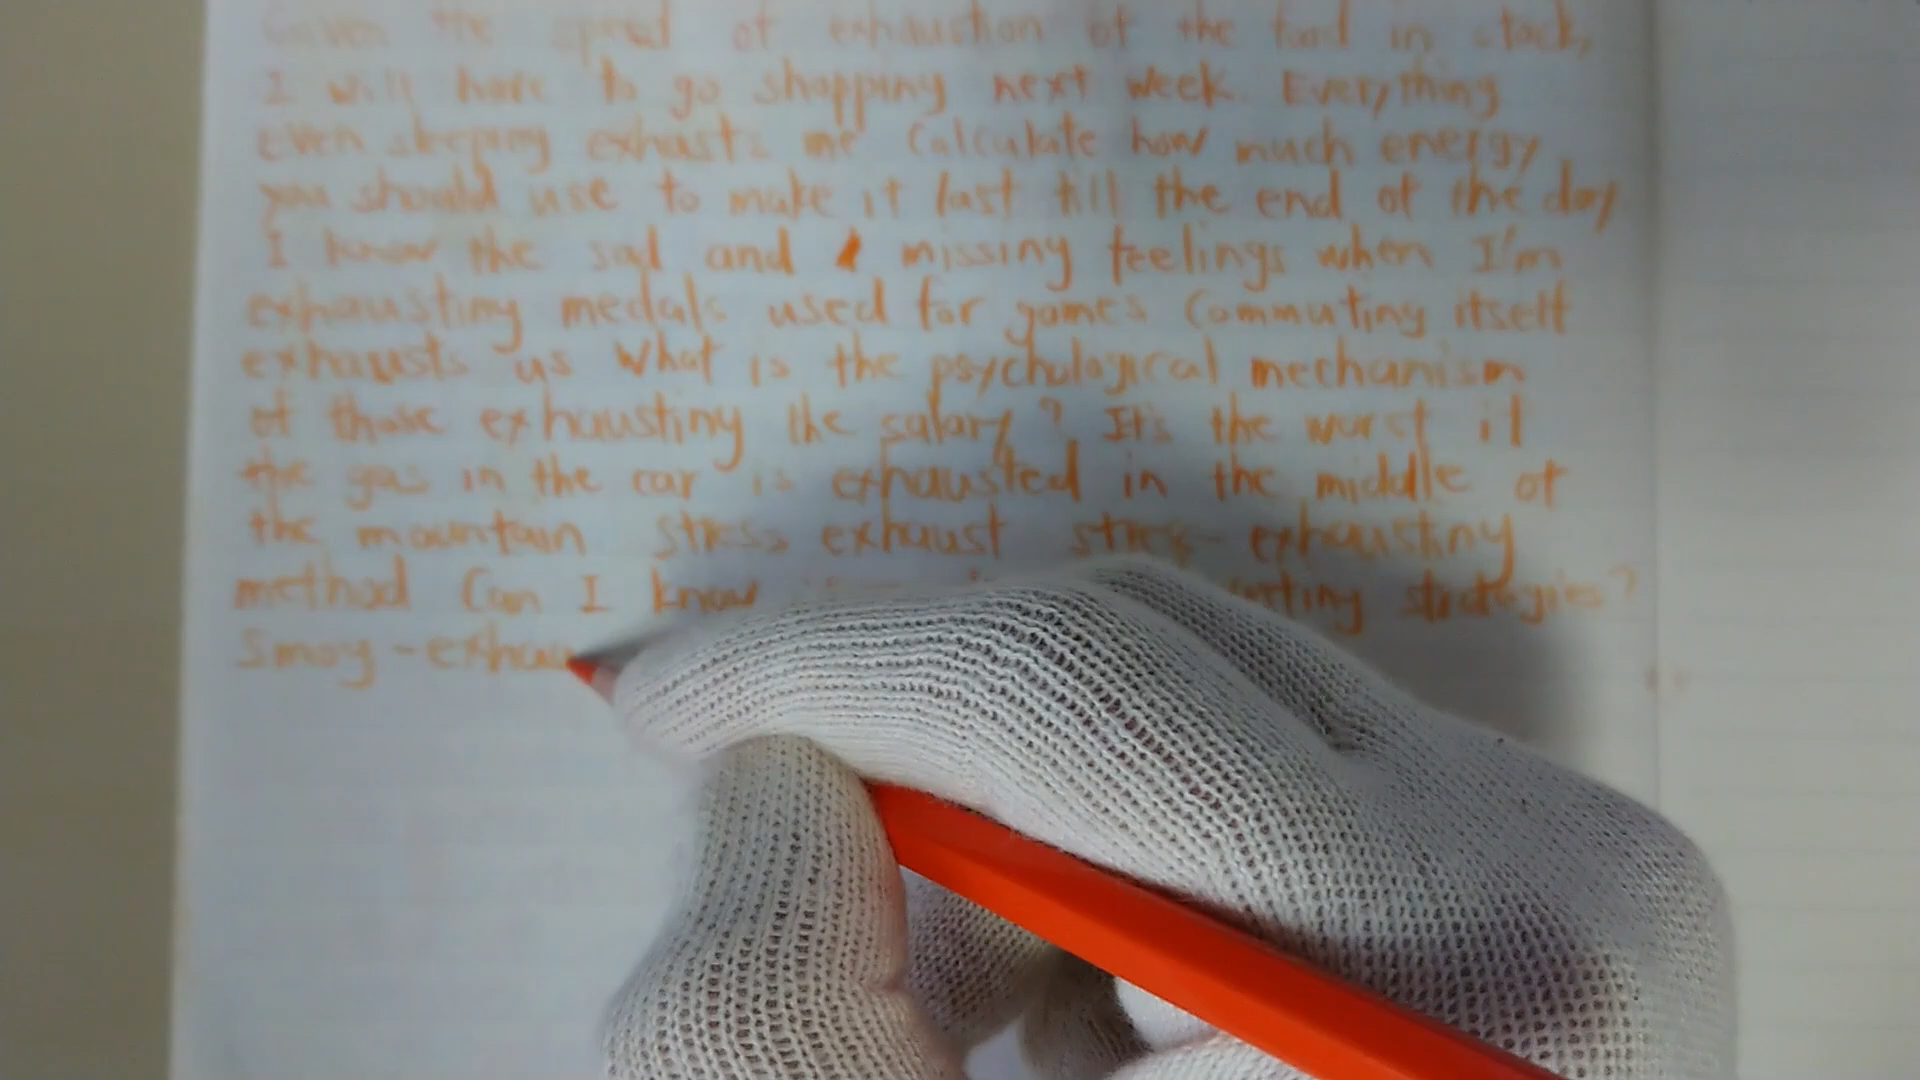 Given the speed of exhaustion of the food in stock,
I will have to go shopping next week. Everything
even sleeping exhausts me Calculate how much energy
you should use to make it last till the end of the day
I know the sad and missing feelings when I'm
exhausting medals used for games Commuting itself
exhausts us What is the psychological mechanism
of those exhausting the salary? It's the worst if
the gas in the car is exhausted in the middle of
the mountain stress exhaust stress-exhausting
method Can I know strategies?
Smog-exhau